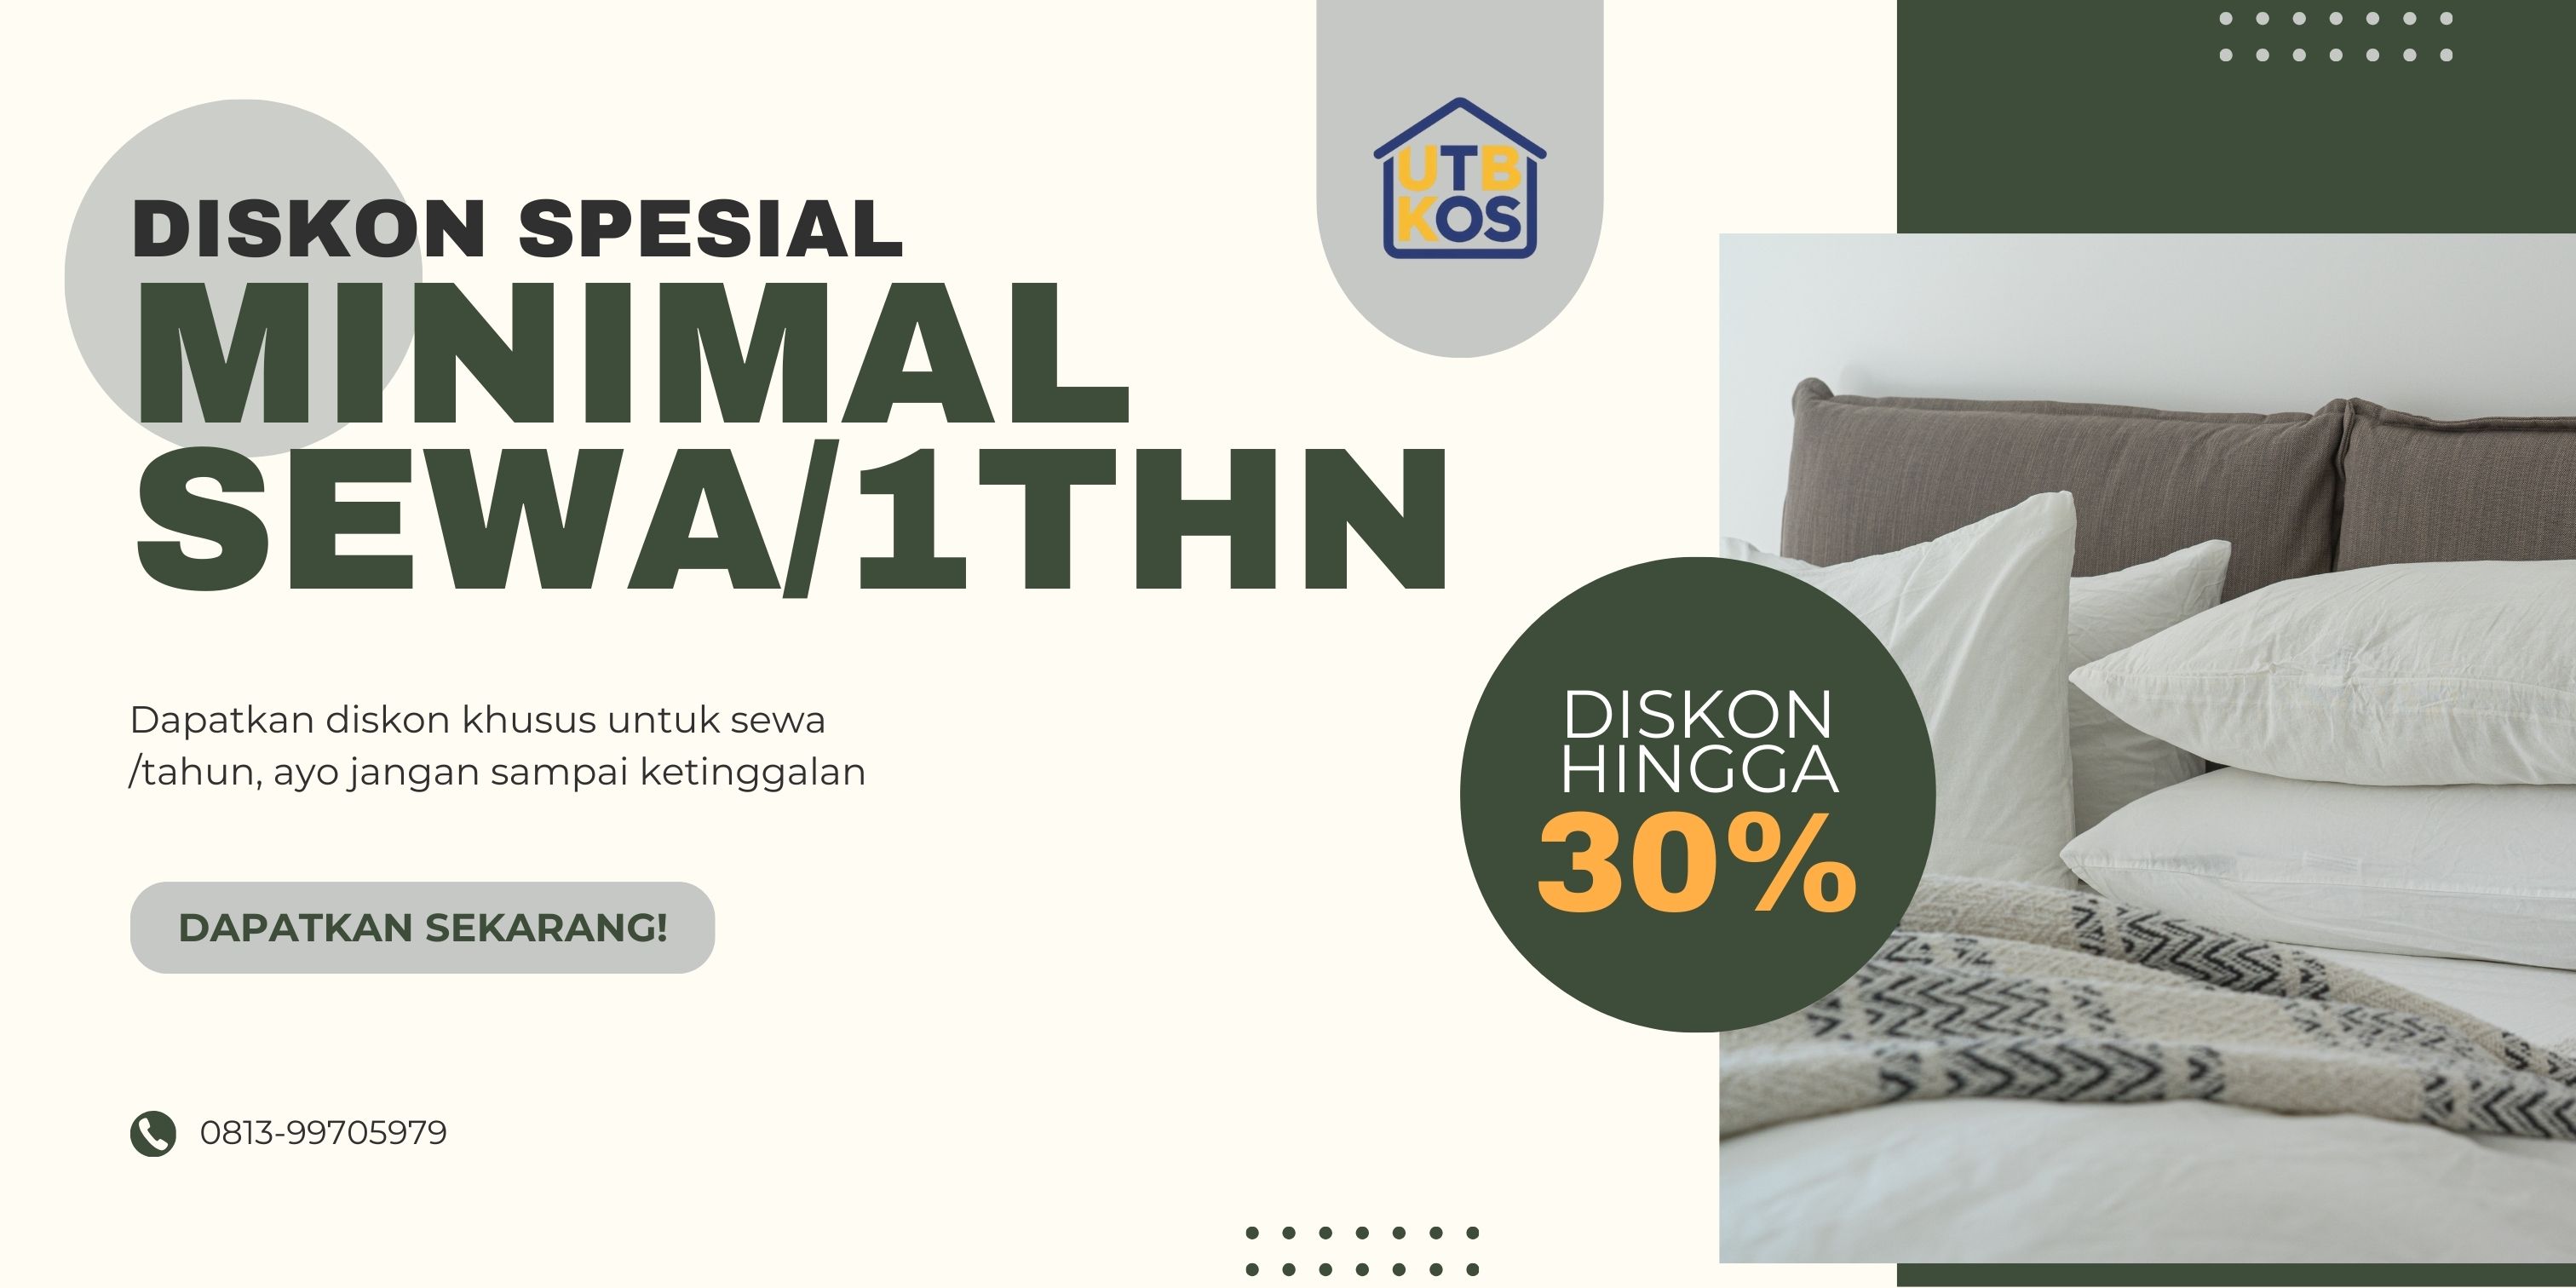 UTB
KOS
DISKON SPESIAL
MINIMAL
SEWA/1THN
Dapatkan diskon khusus untuk sewa
/tahun, ayo jangan sampai ketinggalan
DISKON
HINGGA
30%
DAPATKAN SEKARANG!
0813-99705979